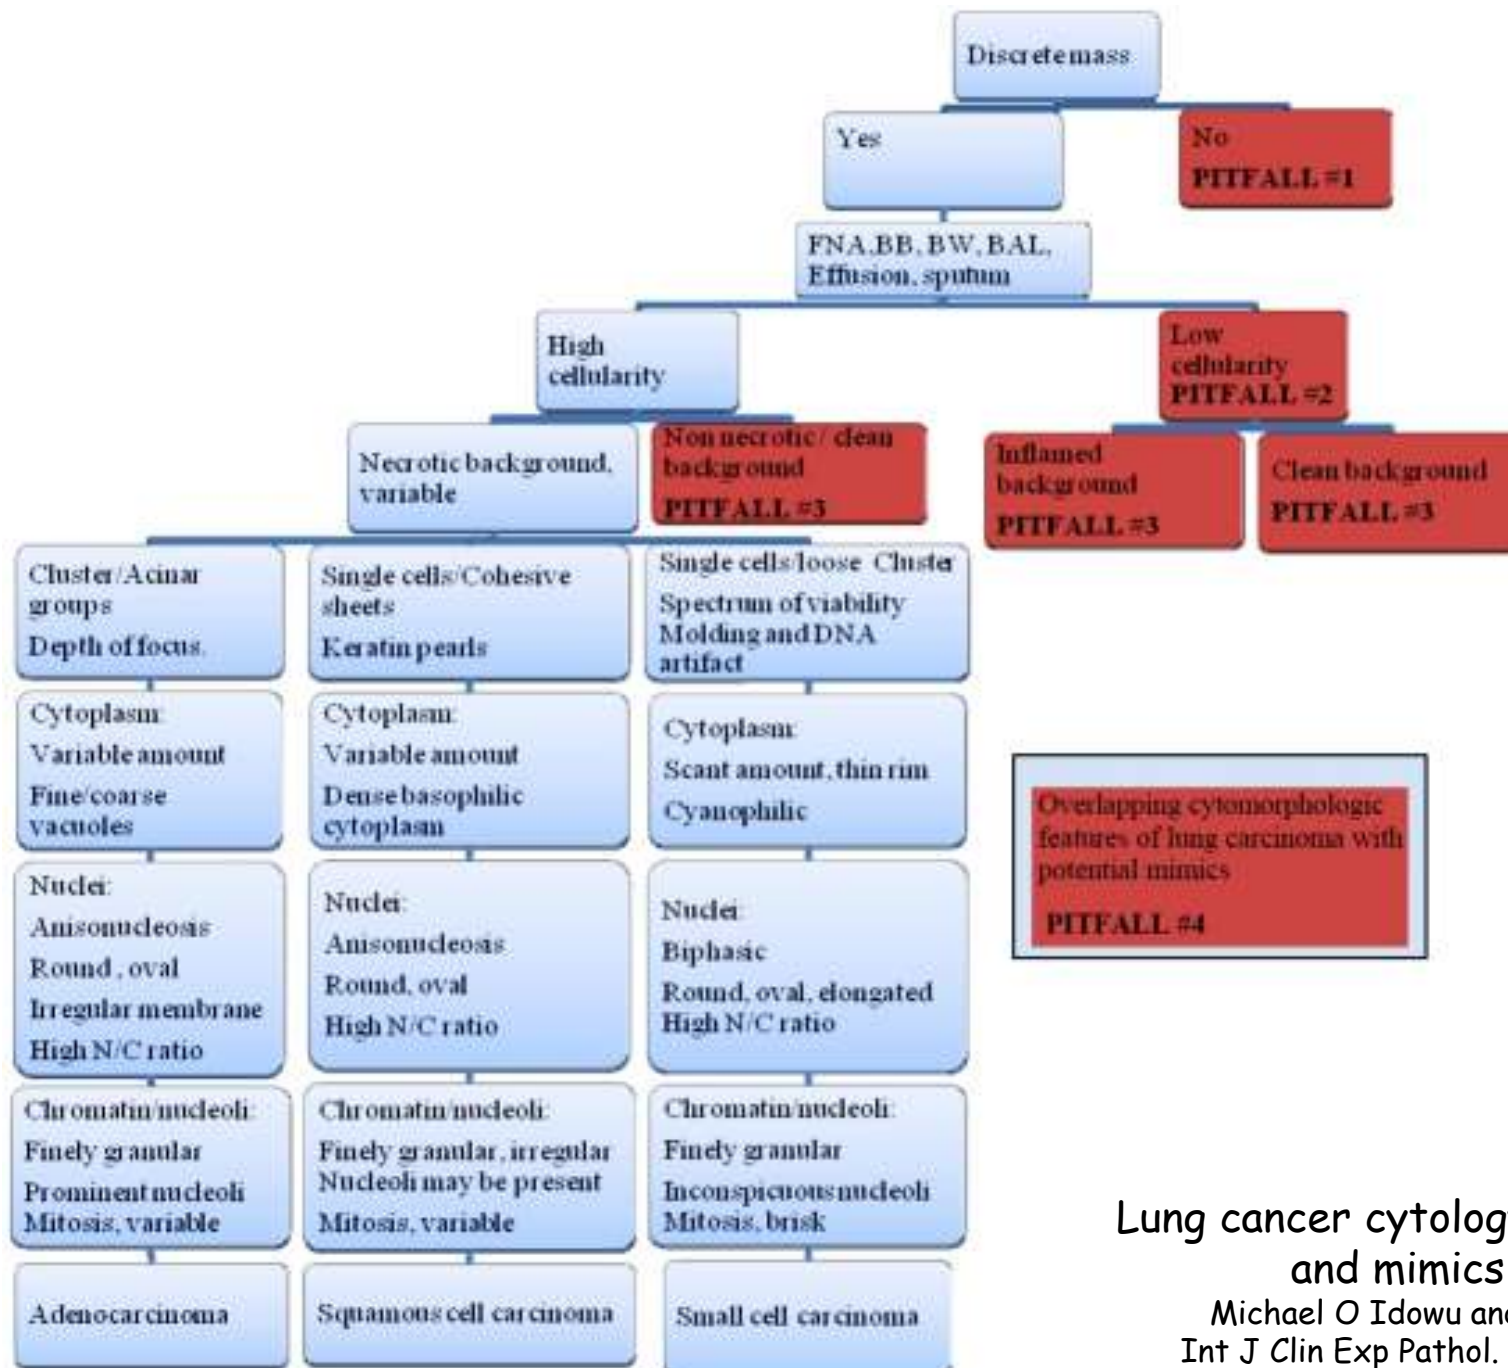 Discrete mass
Yes
No
PITFALL #1
FNA,BB, BW, BAL,
Effusion, sputum
High
cellularity
Low
cellularity
PITFALL #2
Necrotic background,
variable
Non necrotic / clean
background
PITFALL #3
Inflamed
background
PITFALL #3
Clean background
PITFALL #3
Cluster/Acinar
groups
Depth of focus.
Single cells/Cohesive
sheets
Keratin pearls
Single cells/loose Cluster
Spectrum of viability
Molding and DNA
artifact
Cytoplasm:
Variable amount
Fine/coarse
vacuoles
Cytoplasm:
Variable amount
Dense basophilic
cytoplasm
Cytoplasm:
Scant amount, thin rim
Cyanophilic
Nuclei:
Anisonucleosis
Round , oval
Irregular membrane
High N/C ratio
Nuclei:
Anisonucleosis
Round, oval
High N/C ratio
Nuclei:
Biphasic
Round, oval, elongated
High N/C ratio
Chromatin/nucleoli:
Finely granular
Prominent nucleoli
Mitosis, variable
Chromatin/nucleoli:
Finely granular, irregular
Nucleoli may be present
Mitosis, variable
Chromatin/nucleoli:
Finely granular
Inconspicuous nucleoli
Mitosis, brisk
Adenocarcinoma
Squamous cell carcinoma
Small cell carcinoma
Overlapping cytomorphologic
features of lung carcinoma with
potential mimics
PITFALL #4
Lung cancer
and mimics
Michael O Idowu
Int J Clin Exp Pathol.